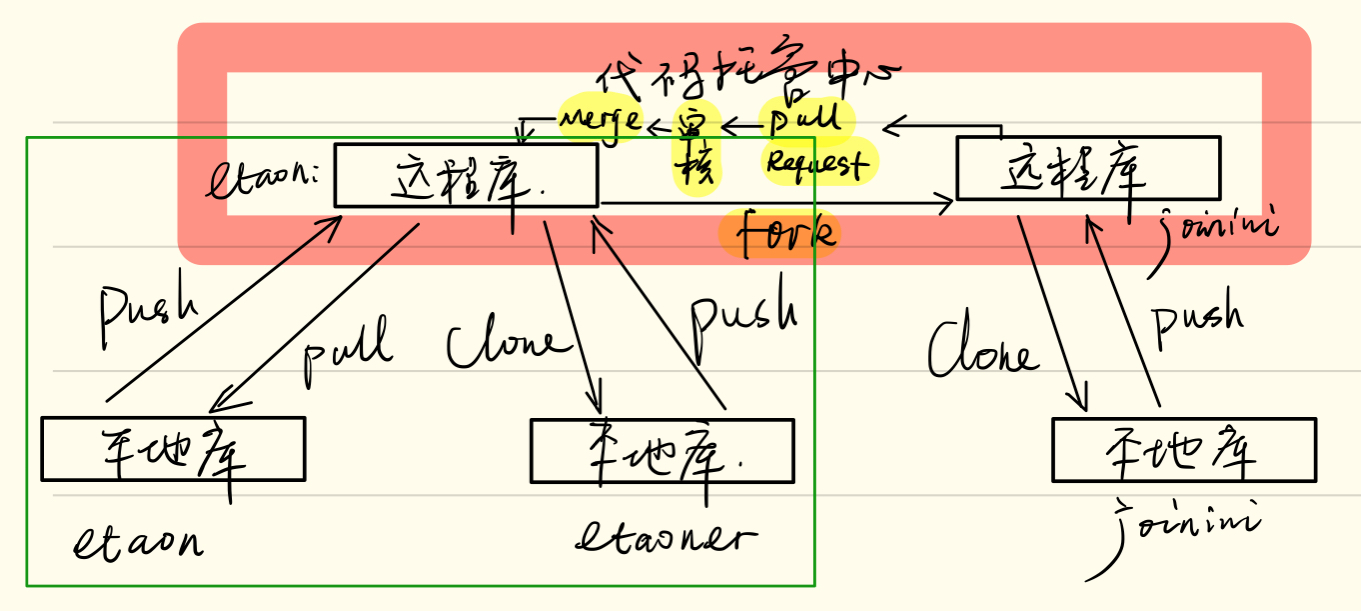 代码托管中心
merge
审核
pull
Request
etaon:
远程库.
远程库
fork
joinini
push
pull
Clone
push
Clone
push
本地库
本地库.
本地库
etaon
etaoner
joinini